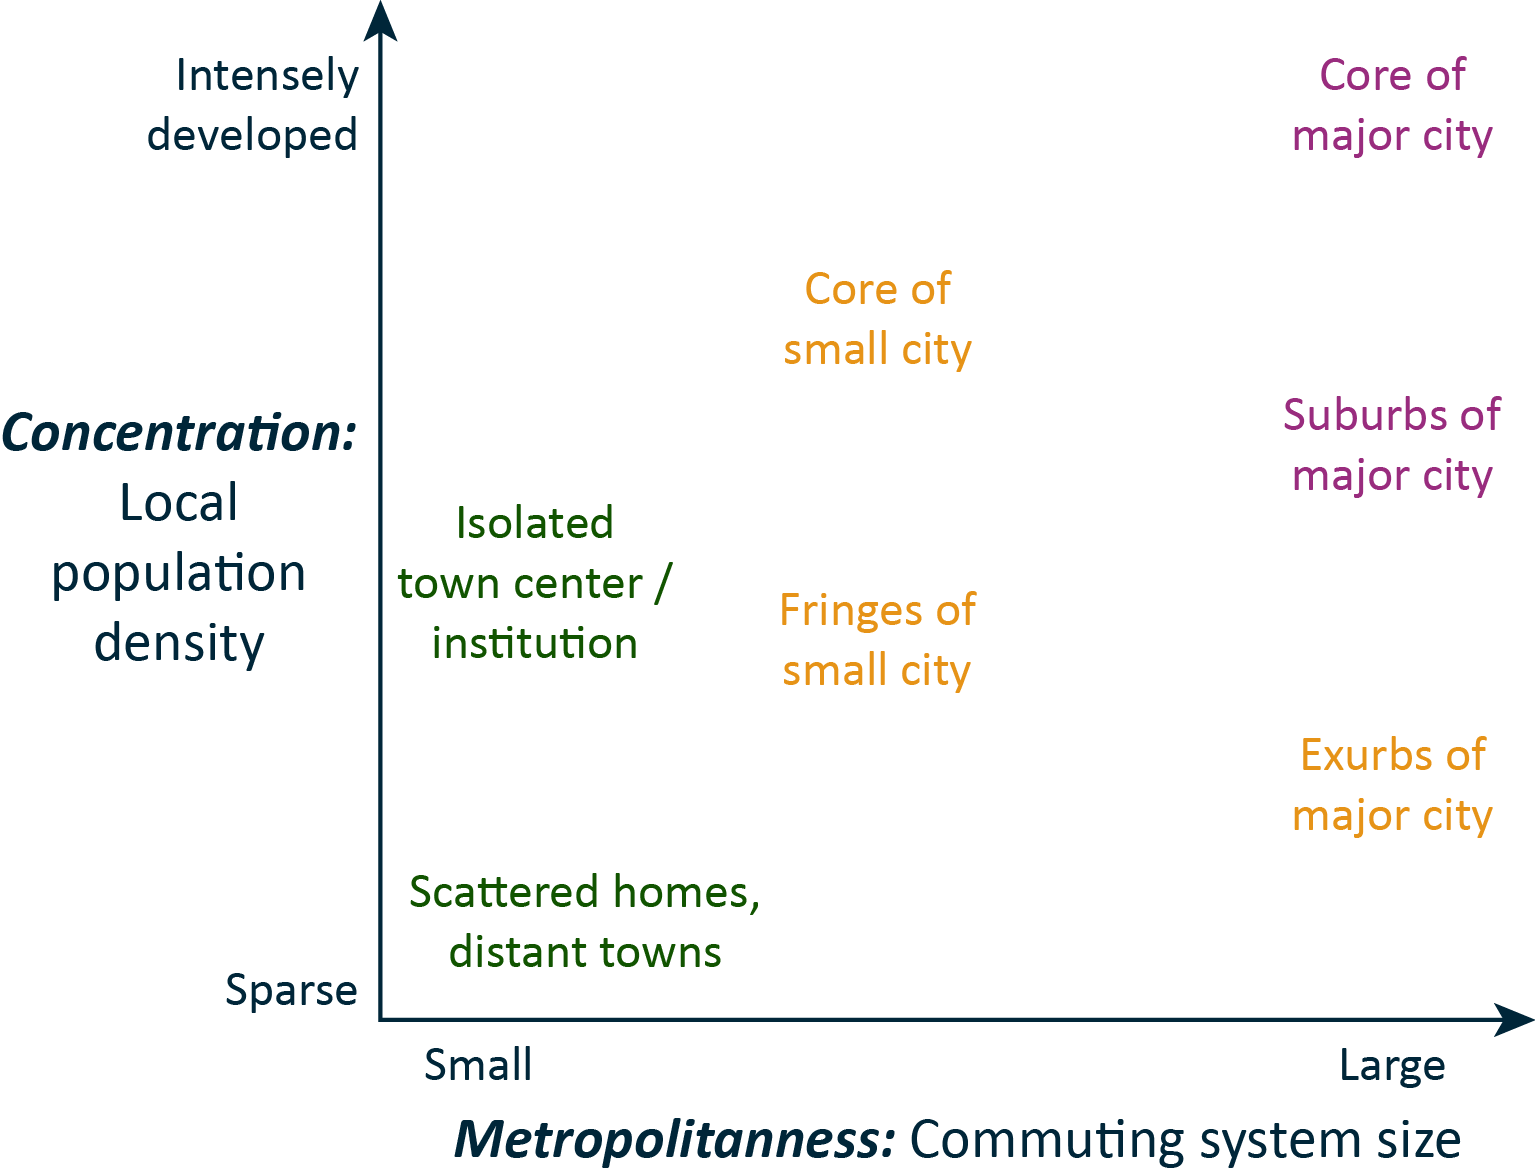 Intensely
developed
Core of
major city
Core of
small city
Concentration:
Local
population
density
Suburbs of
major city
Isolated
town center /
institution
Fringes of
small city
Exurbs of
major city
Scattered homes,
distant towns
Sparse
Small
Large
Metropolitanness: Commuting system size